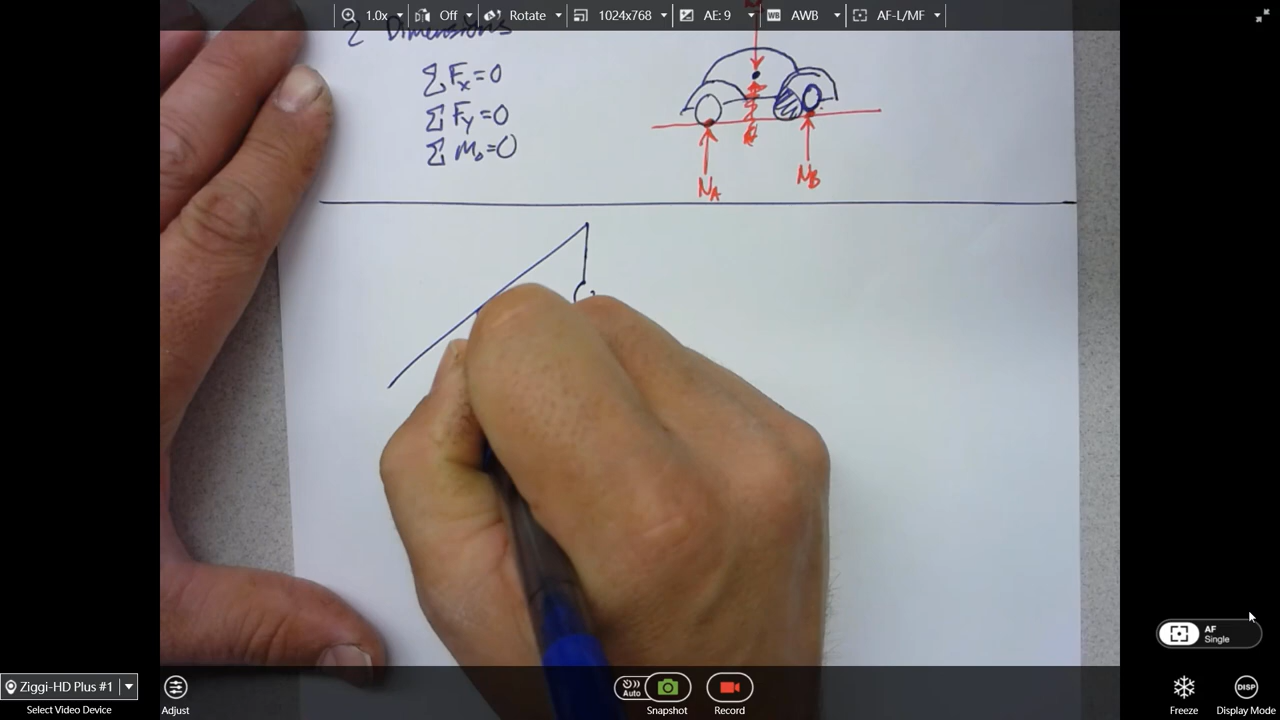 1.0x
Off
Rotate
1024x768
AE: 9
AWB
AF-L/MF
2 Dimensions
ΣFx=0
ΣFy=0
ΣMo=0
NA
NB
AF
Single
Ziggi-HD Plus #1
Select Video Device
Adjust
Auto
Snapshot
Record
Freeze
DISP
Display Mode